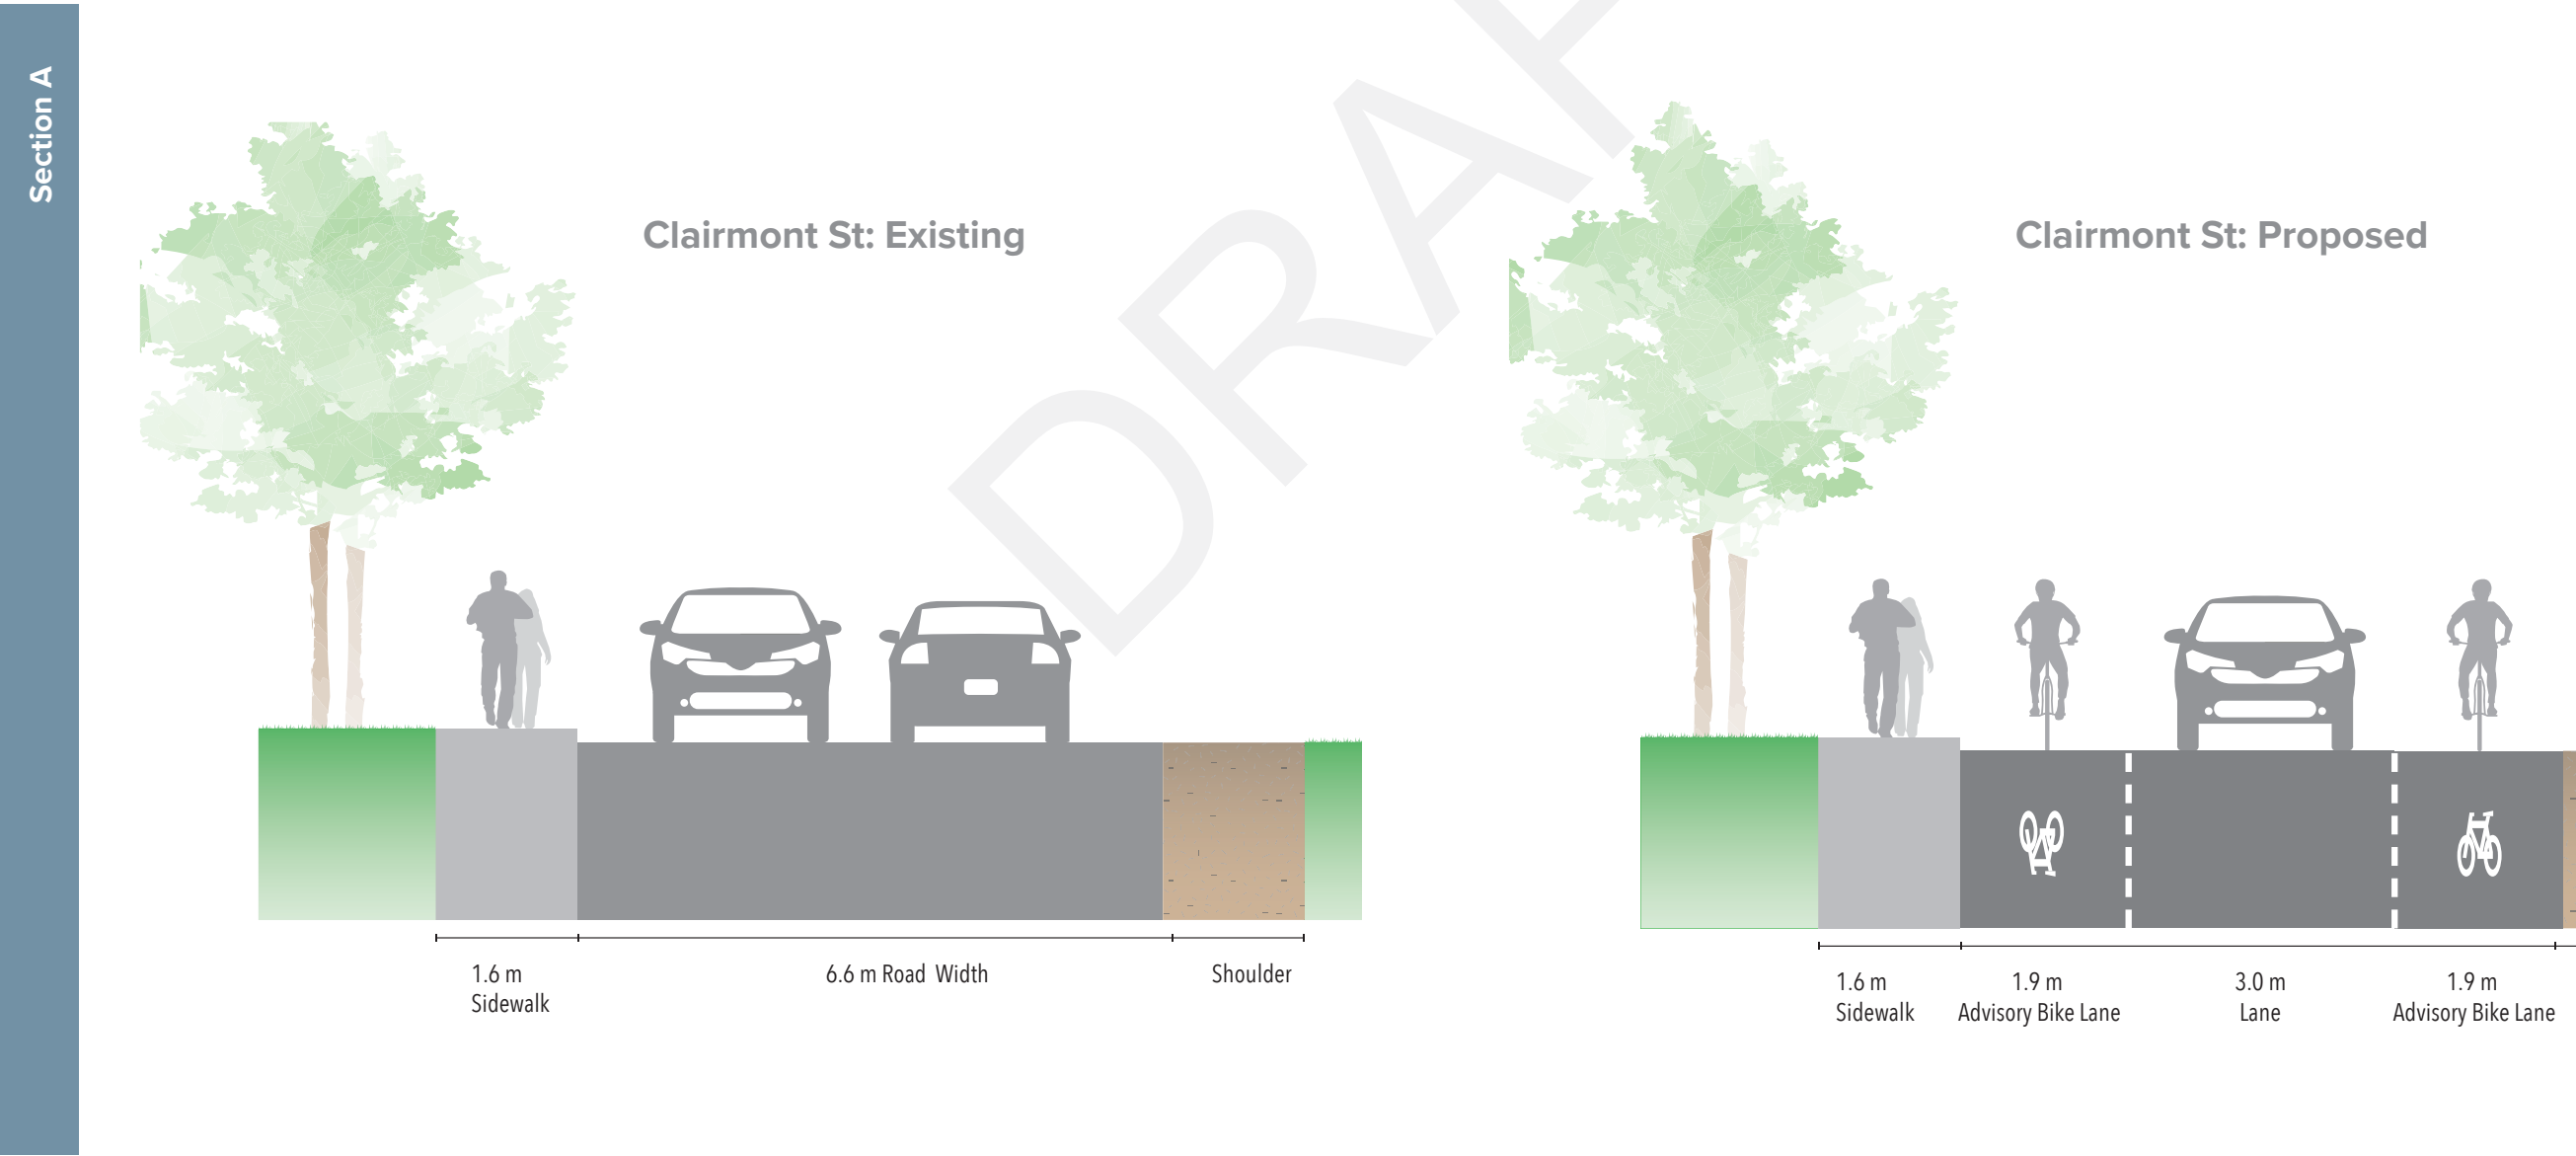 Section A
DRAF
Clairmont St: Existing
Clairmont St: Proposed
1.6 m
Sidewalk
6.6 m Road Width
Shoulder
1.6 m
Sidewalk
1.9 m
Advisory Bike Lane
3.0 m
Lane
1.9 m
Advisory Bike Lane